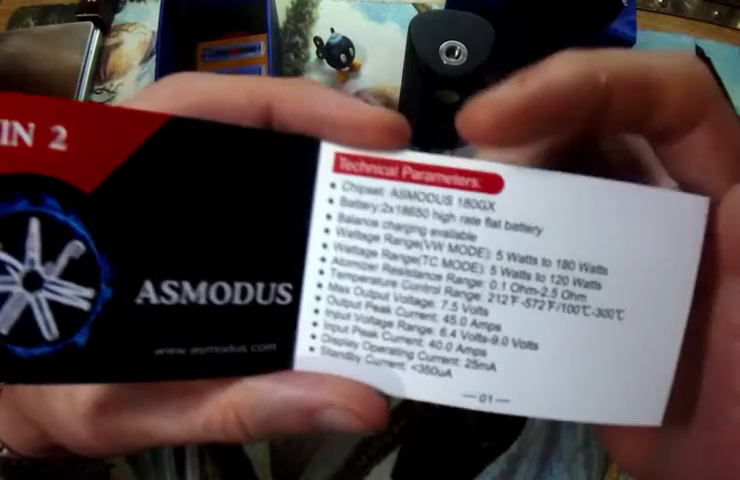 IN 2
ASMODUS
www.asmodus.com
Technical Parameters:
• Chipset: ASMODUS 180GX
• Battery:2x18650 high rate flat battery
• Balance charging available
• Wattage Range(VW MODE): 5 Watts to 180 Watts
• Wattage Range(TC MODE): 5 Watts to 120 Watts
• Atomizer Resistance Range: 0.1 Ohm-2.5 Ohm
• Temperature Control Range: 212℉-572℉/100℃-300℃
• Max Output Voltage: 7.5 Volts
• Output Peak Current: 45.0 Amps
• Input Voltage Range: 6.4 Volts-9.0 Volts
• Input Peak Current: 40.0 Amps
• Display Operating Current: 25mA
• Standby Current: <350uA
— 01 —